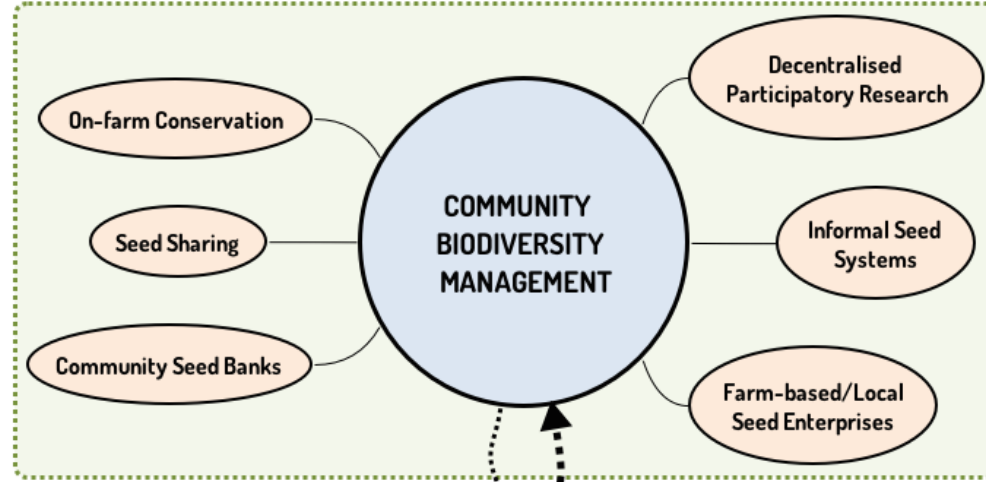 Decentralised
Participatory Research
On-farm Conservation
COMMUNITY
BIODIVERSITY
MANAGEMENT
Seed Sharing
Informal Seed
Systems
Community Seed Banks
Farm-based/Local
Seed Enterprises